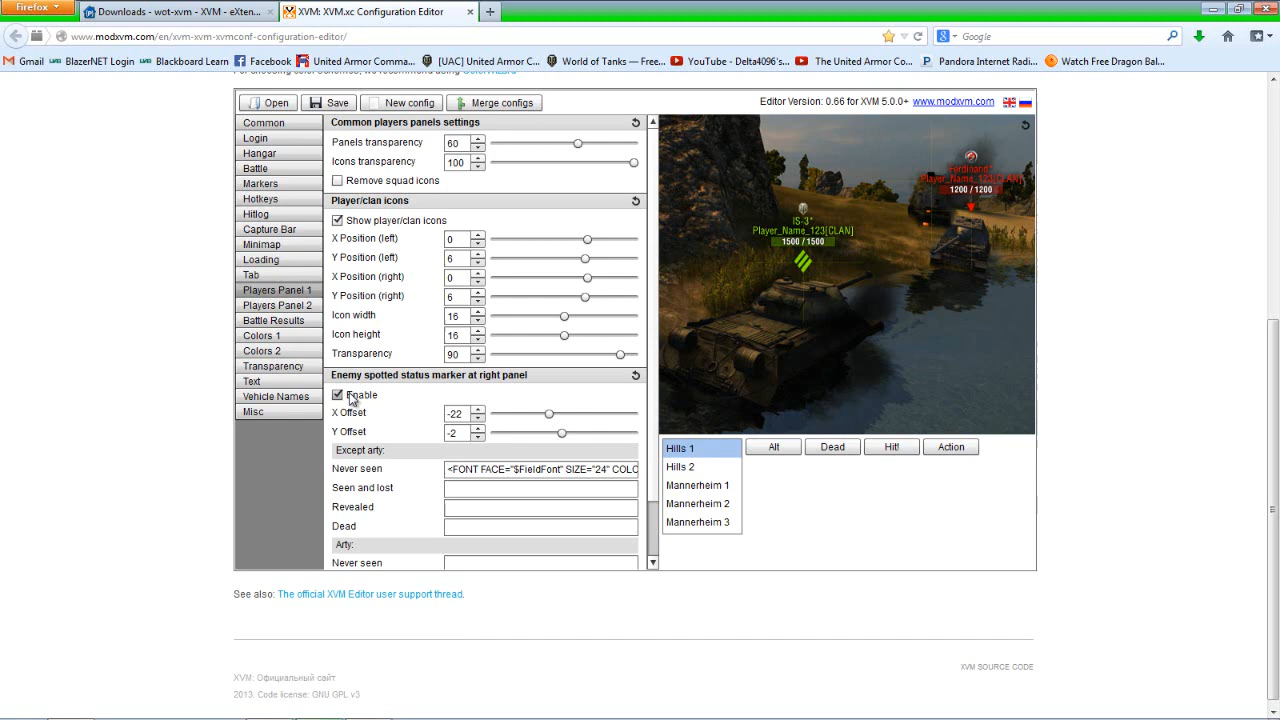 Firefox
Downloads - wot-xvm - XVM - eXten...
XVM: XVM.xc Configuration Editor
www.modxvm.com/en/xvm-xvm-xvmconf-configuration-editor/
Google
Gmail
BlazerNET Login
Blackboard Learn
Facebook
United Army Comma...
[UAC] United Army C...
World of Tanks — Free...
YouTube - Delta4096's...
The United Army Co...
Pandora Internet Radi...
Watch Free Dragon Bal...
Open
Save
New config
Merge configs
Editor Version: 0.66 for XVM 5.0.0+ www.modxvm.com
Common
Login
Hangar
Battle
Markers
Hotkeys
Hitlog
Capture Bar
Minimap
Loading
Tab
Players Panel 1
Players Panel 2
Battle Results
Colors 1
Colors 2
Transparency
Text
Vehicle Names
Misc
Common players panels settings
Panels transparency 60
Icons transparency 100
Remove squad icons
Player/clan icons
Show player/clan icons
X Position (left) 0
Y Position (left) 6
X Position (right) 0
Y Position (right) 6
Icon width 16
Icon height 16
Transparency 90
Enemy spotted status marker at right panel
Enable
X Offset -22
Y Offset -2
Except arty:
Never seen <FONT FACE="$FieldFont" SIZE="24" COLO
Seen and lost
Revealed
Dead
Arty:
Never seen
Ferdinand*
Player_Name_123[CLAN]
1200 / 1200
IS-3*
Player_Name_123[CLAN]
1500 / 1500
Hills 1
Hills 2
Mannerheim 1
Mannerheim 2
Mannerheim 3
Alt
Dead
Hit!
Action
See also: The official XVM Editor user support thread.
XVM SOURCE CODE
XVM: Официальный сайт
2013. Code license: GNU GPL v3